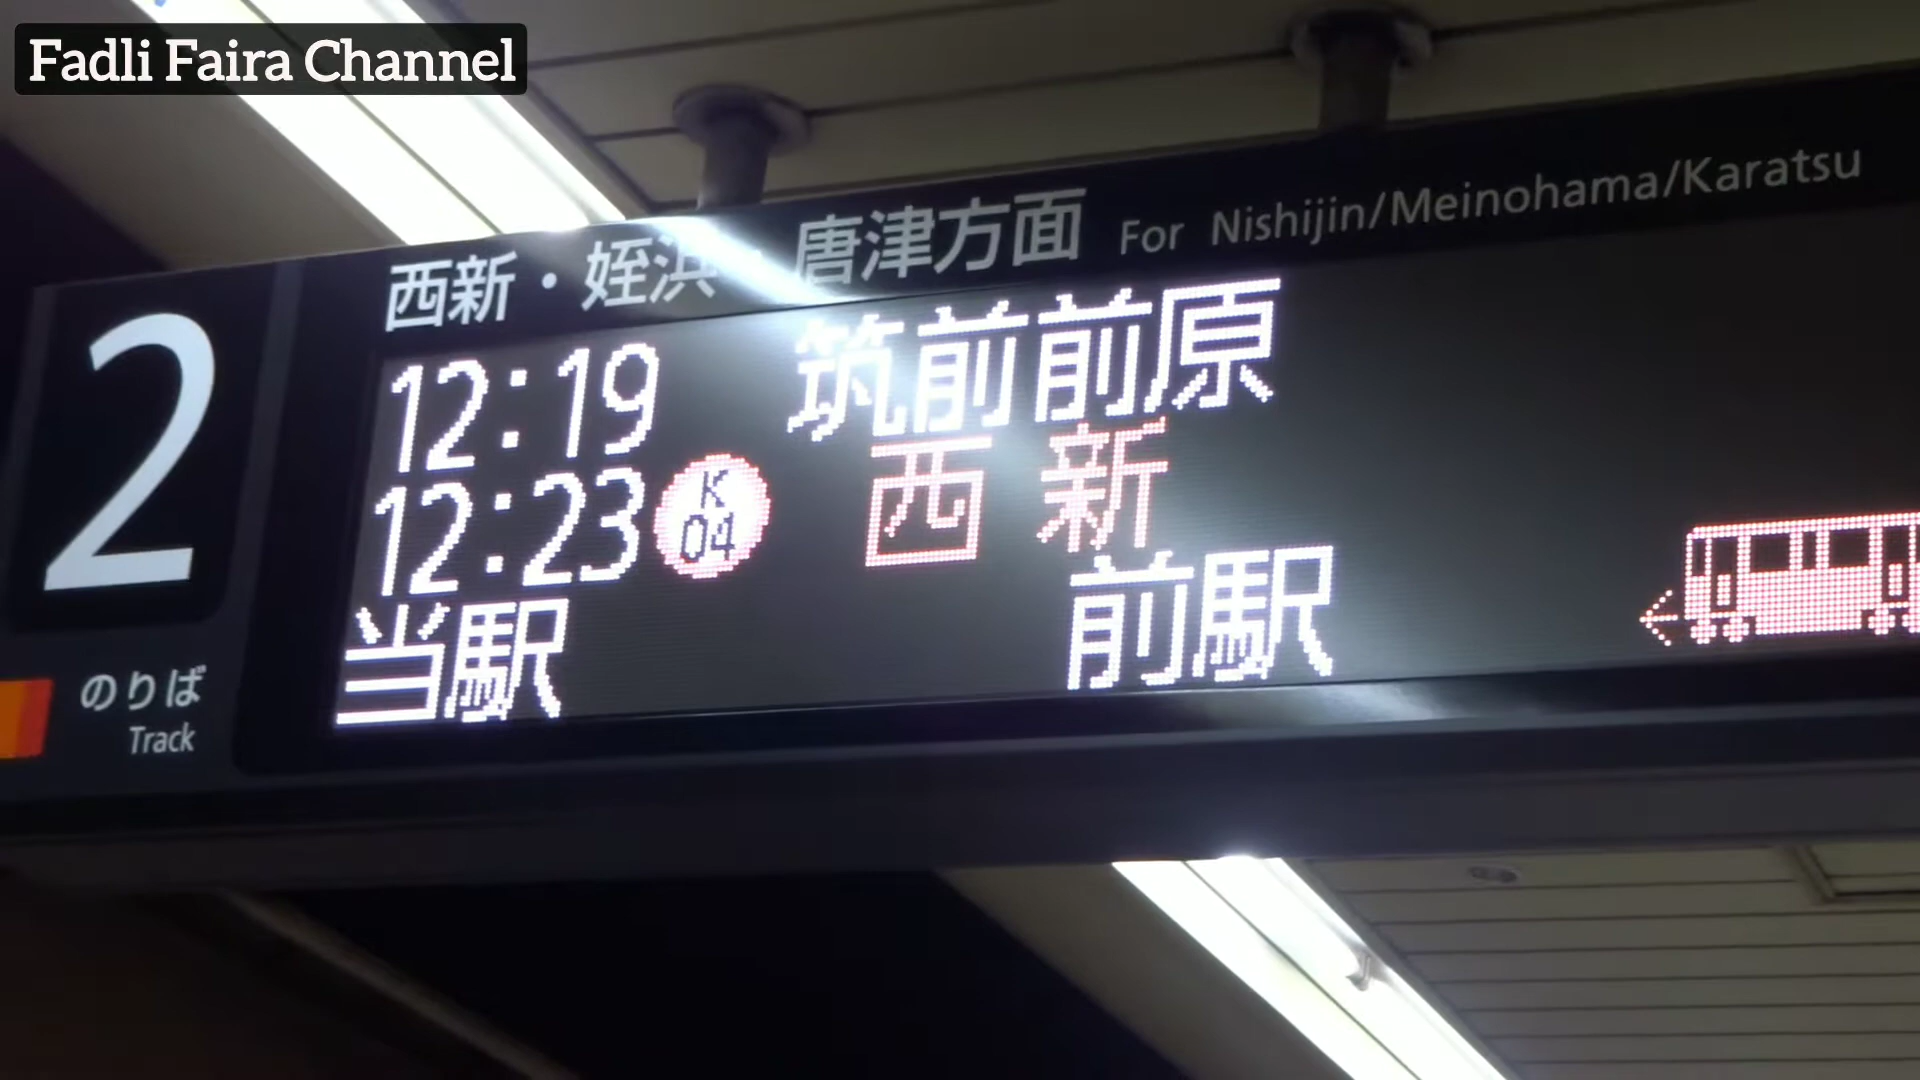 Fadli Faira Channel
西新・姪浜・唐津方面 For Nishijin/Meinohama/Karatsu
2
のりば
Track
12:19 筑前前原
12:23 K 04 西新
当駅 前駅